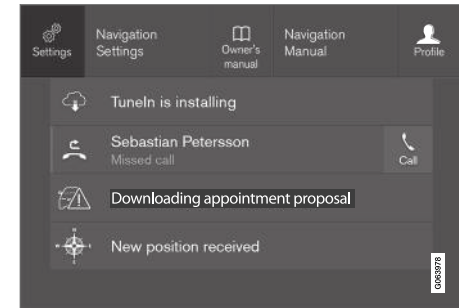 Settings
Navigation
Settings
Owner's
manual
Navigation
Manual
Profile
TuneIn is installing
Sebastian Petersson
Missed call
Call
Downloading appointment proposal
New position received
G063978